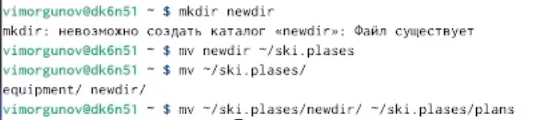 vimorgunov@dk6n51 ~ $ mkdir newdir
mkdir: невозможно создать каталог «newdir»: Файл существует
vimorgunov@dk6n51 ~ $ mv newdir ~/ski.plases
vimorgunov@dk6n51 ~ $ mv ~/ski.plases/
equipment/ newdir/
vimorgunov@dk6n51 ~ $ mv ~/ski.plases/newdir/ ~/ski.plases/plans